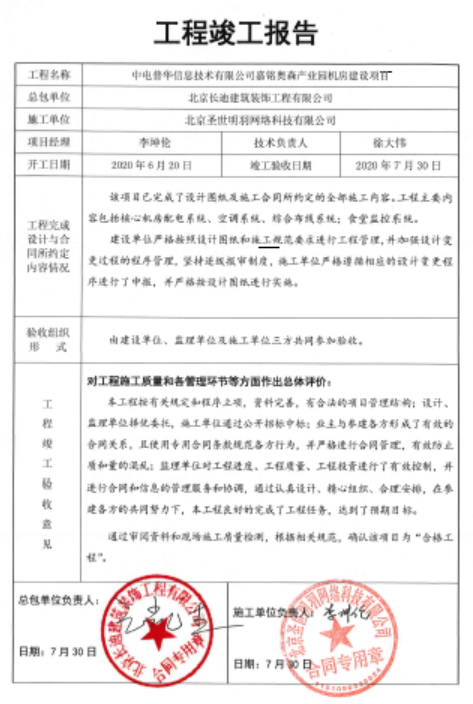 工程竣工报告
工程名称 中电普华信息技术有限公司嘉铭奥森产业园机房建设项目
总包单位 北京长迪建筑装饰工程有限公司
施工单位 北京圣世明羽网络科技有限公司
项目经理 李坤伦 技术负责人 徐大伟
开工日期 2020年6月20日 竣工验收日期 2020年7月30日
工程完成
设计与合
同所约定
内容情况
该项目已完成了设计图纸及施工合同所约定的全部施工内容。工程主要内
容包括核心机房配电系统、空调系统、综合布线系统;食堂监控系统。
建设单位严格按照设计图纸和施工规范要求进行工程管理,并加强设计变
更过程的程序管理,坚持逐级报审制度,施工单位严格遵循相应的设计变更程
序进行了申报,并严格按设计图纸进行实施。
验收组织
形 式
由建设单位、监理单位及施工单位三方共同参加验收。
工
程
竣
工
验
收
意
见
对工程施工质量和各管理环节等方面作出总体评价:
本工程按有关规定和程序立项,资料完善,有合法的项目管理结构;设计、
监理单位择优委托,施工单位通过公开招标中标;业主与参建各方形成了有效的
合同关系,且使用专用合同条款规范各方行为,并严格进行合同管理,有效防止
质和量的混乱;监理单位对工程进度、工程质量、工程投资进行了有效控制,并
进行合同和信息的管理服务和协调,通过认真设计、精心组织、合理安排,在参
建各方的共同努力下,本工程良好的完成了工程任务,达到了预期目标。
通过审阅资料和现场施工质量检测,根据相关规范,确认该项目为“合格工
程”。
总包单位负责人:
日期:7月30日
北京长迪建筑装饰工程有限公司
合同专用章
施工单位负责人: 李坤伦
日期:7月30日
北京圣世明羽网络科技有限公司
合同专用章